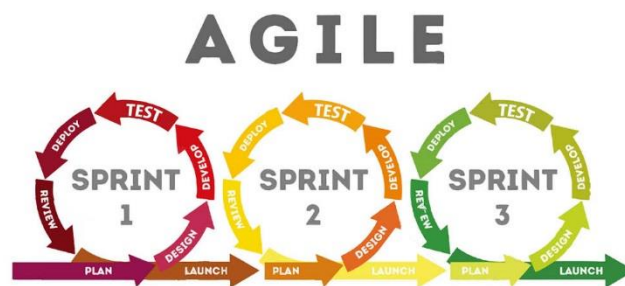 AGILE
TEST
DEPLOY
DEVELOP
SPRINT
1
REVIEW
DESIGN
PLAN
LAUNCH
TEST
DEPLOY
DEVELOP
SPRINT
2
REVIEW
DESIGN
PLAN
LAUNCH
TEST
DEPLOY
DEVELOP
SPRINT
3
REVIEW
DESIGN
PLAN
LAUNCH